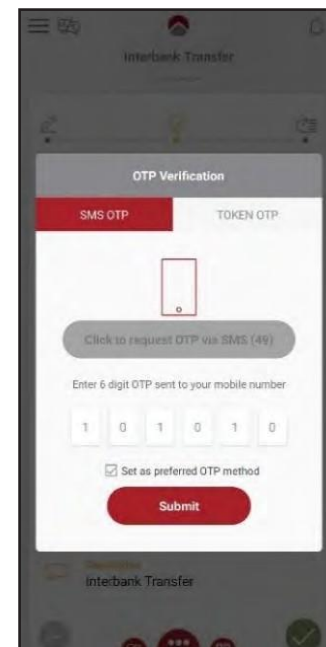 Interbank Transfer
OTP Verification
SMS OTP
TOKEN OTP
Click to request OTP via SMS (49)
Enter 6 digit OTP sent to your mobile number
1 0 1 0 1 0
Set as preferred OTP method
Submit
Interbank Transfer